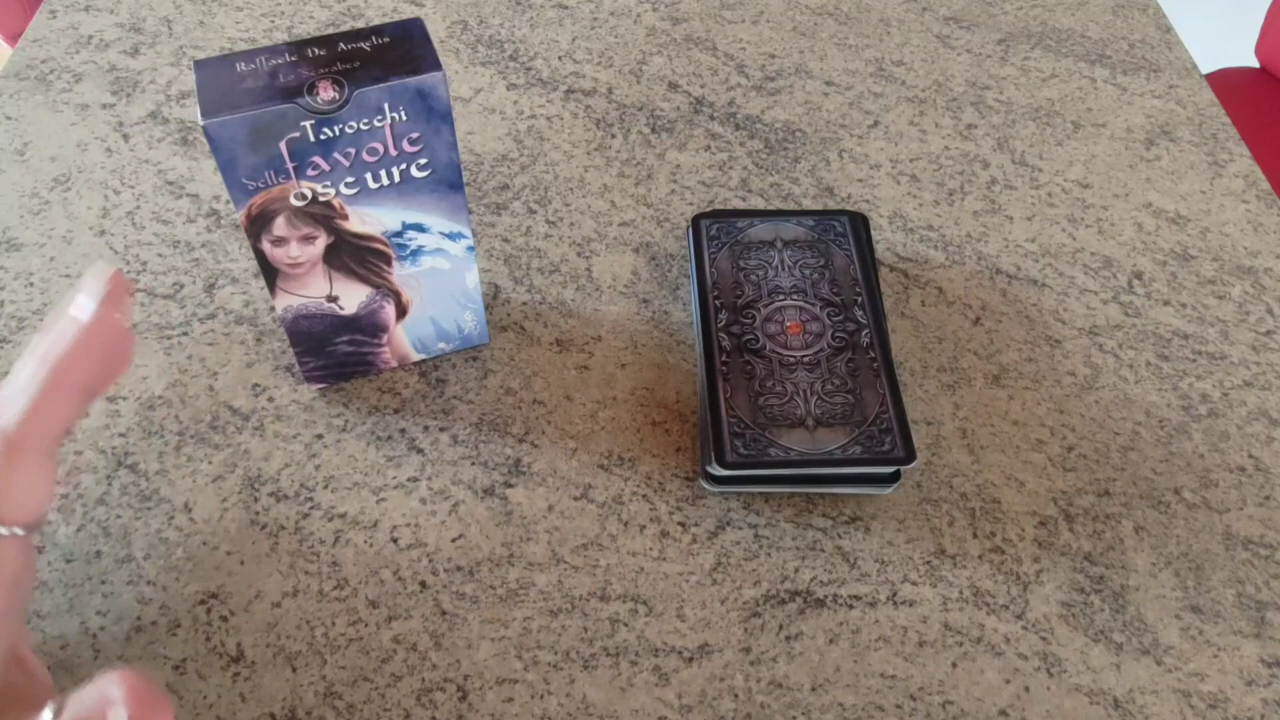 Raffaele De Angelis
Lo Scarabeo
Tarocchi
delle favole
oscure